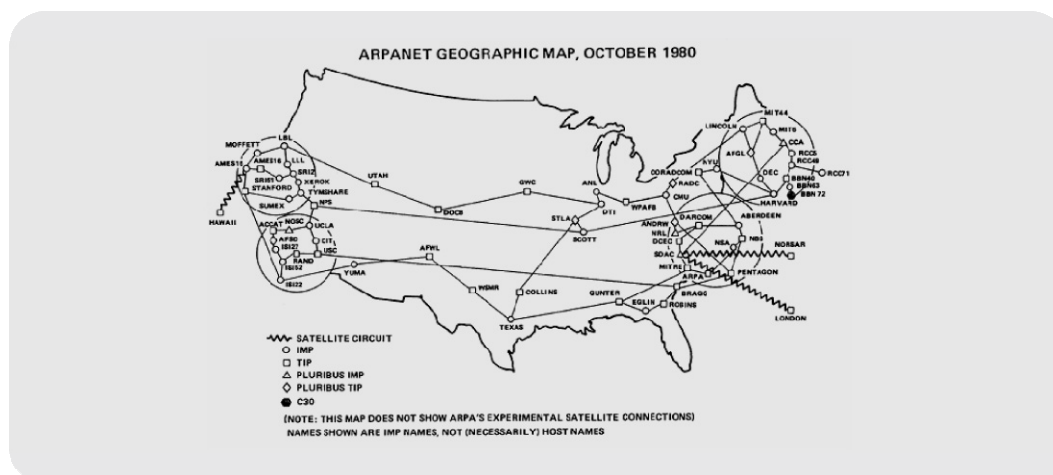 ARPANET GEOGRAPHIC MAP, OCTOBER 1980
MIT44
LINCOLN
MIT6
CCA
RCC5
RCC49
RCC71
BBN40
BBN63
BBN72
HARVARD
AFGL
DEC
NYU
CORADCOM
RADC
CMU
WPAFB
ANL
DTI
STLA
SCOTT
GWC
DOCB
UTAH
LBL
MOFFETT
AMES15
AMES16
LLL
SRI2
SRI51
XEROX
STANFORD
TYMSHARE
SUMEX
NPS
HAWAII
ACCAT
NOSC
UCLA
AFSD
CIT
ISI27
RAND
USC
ISI52
ISI22
YUMA
AFWL
WSMR
TEXAS
COLLINS
GUNTER
EGLIN
ROBINS
BRAGG
ANDRW
DARCOM
ABERDEEN
NRL
DCEC
NSA
NBS
SDAC
NORSAR
MITRE
ARPA
PENTAGON
LONDON
SATELLITE CIRCUIT
IMP
TIP
PLURIBUS IMP
PLURIBUS TIP
C30
(NOTE: THIS MAP DOES NOT SHOW ARPA'S EXPERIMENTAL SATELLITE CONNECTIONS)
NAMES SHOWN ARE IMP NAMES, NOT (NECESSARILY) HOST NAMES